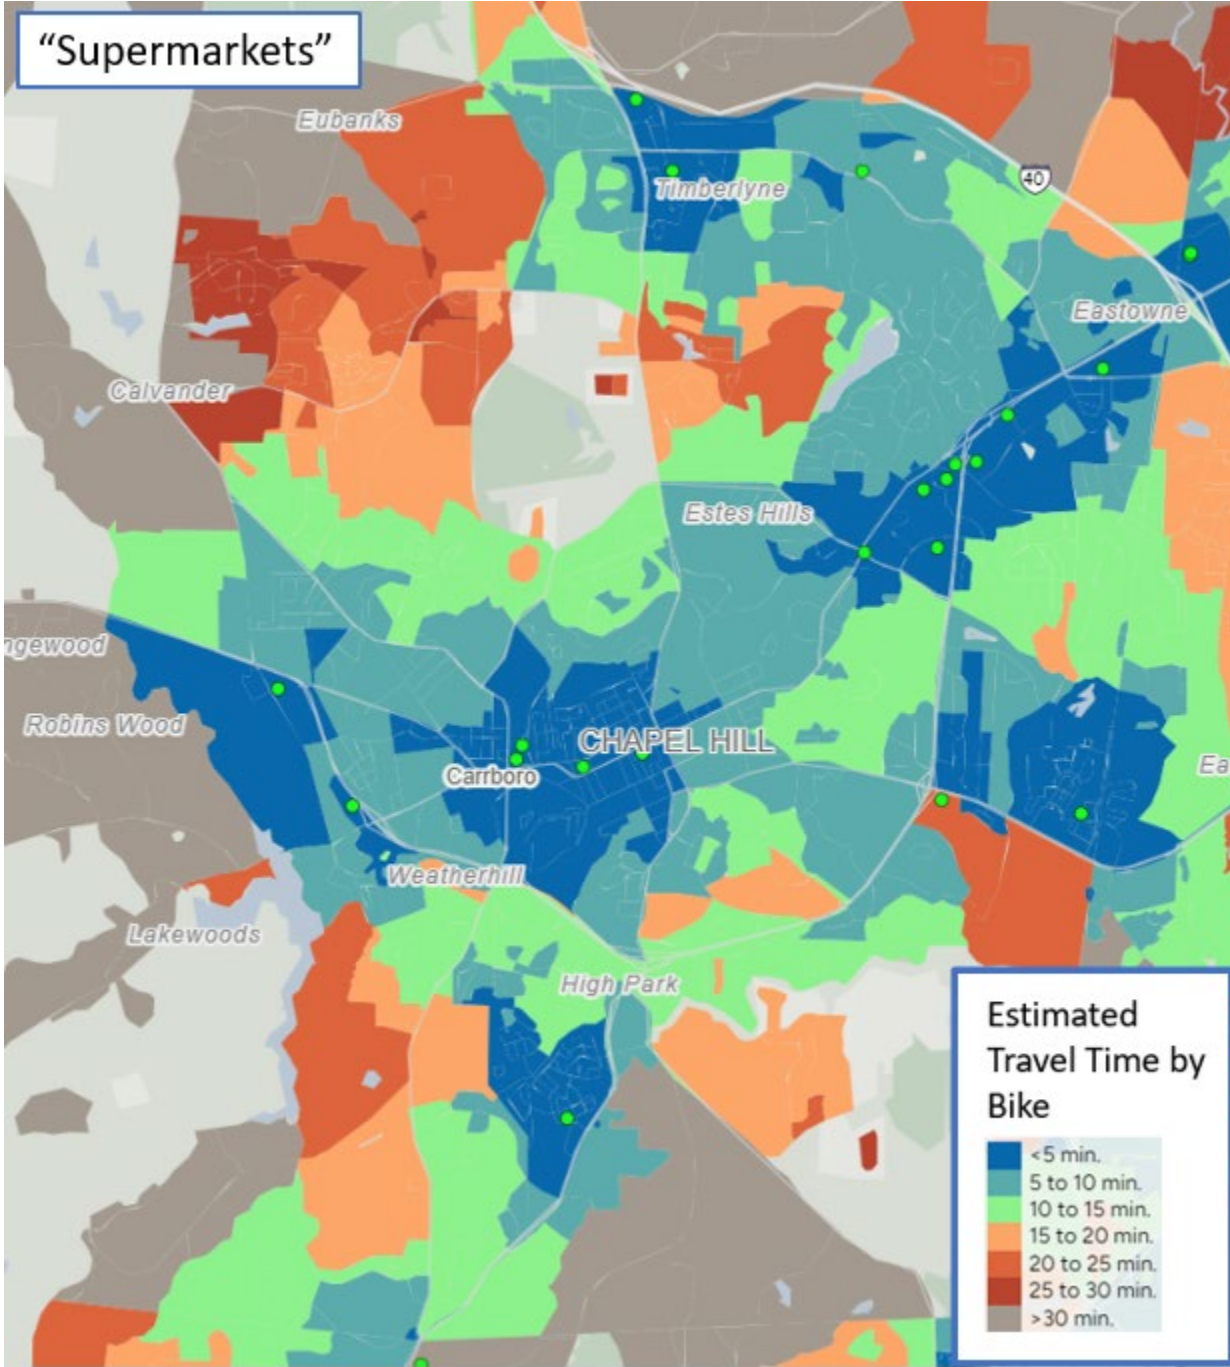 “Supermarkets”
Eubanks
Timberlyne
40
Eastowne
Calvander
Estes Hills
ngewood
Robins Wood
CHAPEL HILL
Carrboro
Ea
Weatherhill
Lakewoods
High Park
Estimated
Travel Time by
Bike
<5 min.
5 to 10 min.
10 to 15 min.
15 to 20 min.
20 to 25 min.
25 to 30 min.
>30 min.